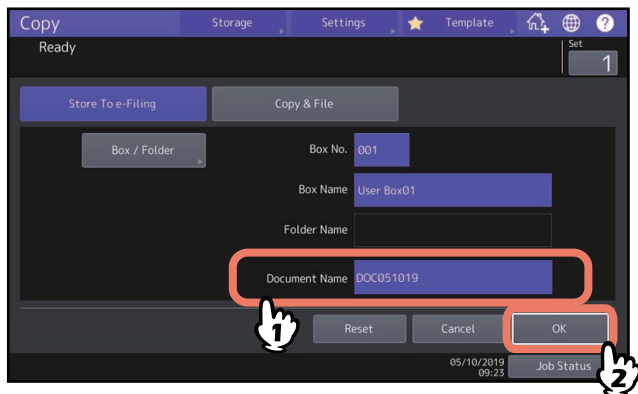 Copy Storage Settings Template ?
Ready Set
1
Store To e-Filing Copy & File
Box / Folder Box No. 001
Box Name User Box01
Folder Name
Document Name DOC051019
1
Reset Cancel OK
05/10/2019
09:23 Job Status
2